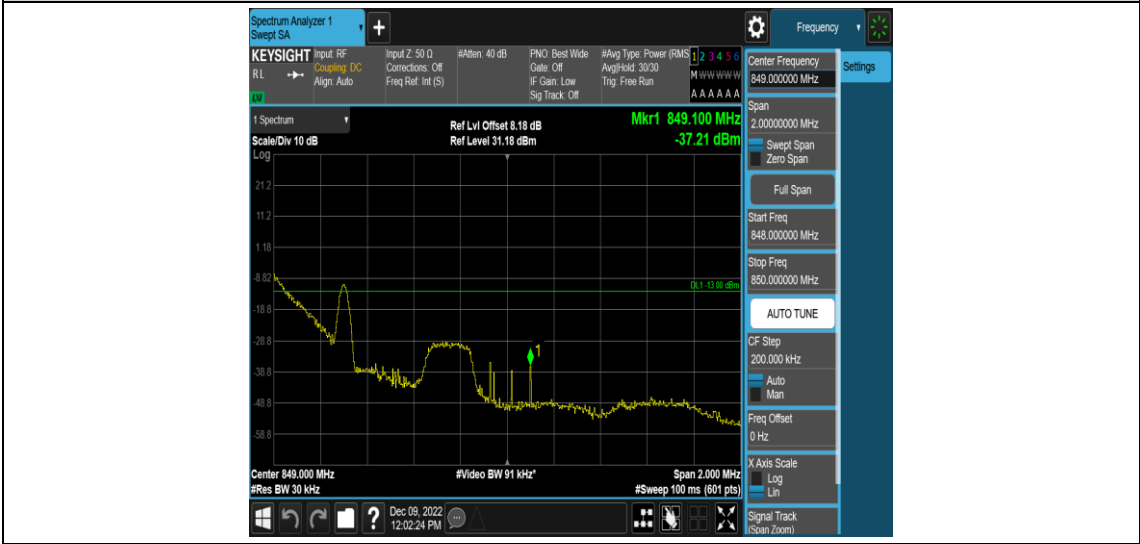 Spectrum Analyzer 1
Swept SA
+
Frequency
KEYSIGHT
RL
Input: RF
Coupling: DC
Align: Auto
Input Z: 50 Ω
Corrections: Off
Freq Ref: Int (S)
#Atten: 40 dB
PNO: Best Wide
Gate: Off
IF Gain: Low
Sig Track: Off
#Avg Type: Power (RMS
Avg|Hold: 30/30
Trig: Free Run
1 2 3 4 5 6
M W W W W W
A A A A A A
1 Spectrum
Scale/Div 10 dB
Log
Ref Lvl Offset 8.18 dB
Ref Level 31.18 dBm
Mkr1 849.100 MHz
-37.21 dBm
21.2
11.2
1.18
-8.82
-18.8
-28.8
-38.8
-48.8
-58.8
DL1 -13.00 dBm
1
Center 849.000 MHz
#Res BW 30 kHz
#Video BW 91 kHz*
Span 2.000 MHz
#Sweep 100 ms (601 pts)
?
Dec 09, 2022
12:02:24 PM
Center Frequency
849.000000 MHz
Settings
Span
2.00000000 MHz
Swept Span
Zero Span
Full Span
Start Freq
848.000000 MHz
Stop Freq
850.000000 MHz
AUTO TUNE
CF Step
200.000 kHz
Auto
Man
Freq Offset
0 Hz
X Axis Scale
Log
Lin
Signal Track
(Span Zoom)